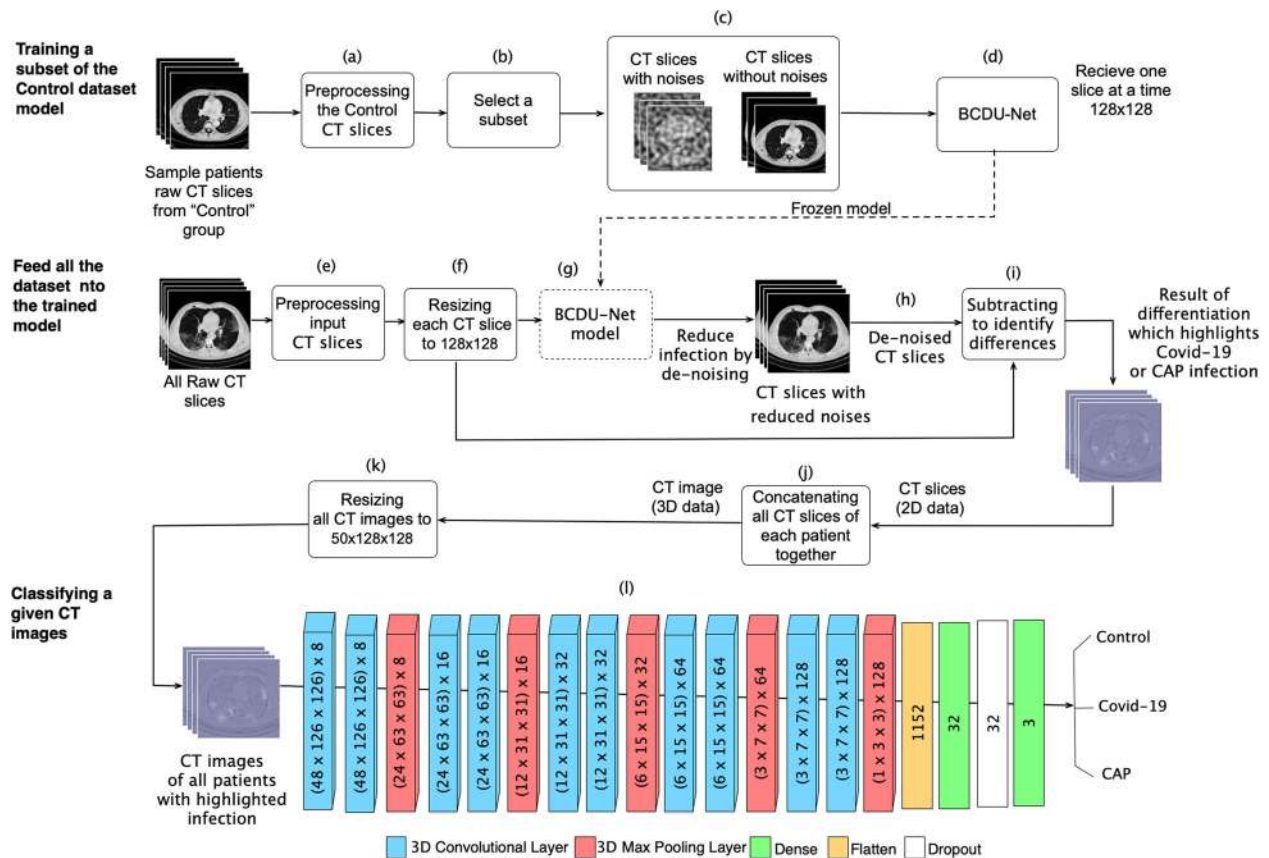 Training a
subset of the
Control dataset
model
Sample patients
raw CT slices
from “Control”
group
(a)
Preprocessing
the Control
CT slices
(b)
Select a
subset
(c)
CT slices
with noises
CT slices
without noises
(d)
BCDU-Net
Recieve one
slice at a time
128x128
Frozen model
Feed all the
dataset nto
the trained
model
All Raw CT
slices
(e)
Preprocessing
input
CT slices
(f)
Resizing
each CT slice
to 128x128
(g)
BCDU-Net
model
Reduce
infection by
de-noising
CT slices with
reduced noises
(h)
De-noised
CT slices
(i)
Subtracting
to identify
differences
Result of
differentiation
which highlights
Covid-19
or CAP infection
(k)
Resizing
all CT images to
50x128x128
CT image
(3D data)
(j)
Concatenating
all CT slices of
each patient
together
CT slices
(2D data)
Classifying a
given CT
images
CT images
of all patients
with highlighted
infection
(l)
(48 x 126 x 126) x 8
(48 x 126 x 126) x 8
(24 x 63 x 63) x 8
(24 x 63 x 63) x 16
(24 x 63 x 63) x 16
(12 x 31 x 31) x 16
(12 x 31 x 31) x 32
(12 x 31 x 31) x 32
(6 x 15 x 15) x 32
(6 x 15 x 15) x 64
(6 x 15 x 15) x 64
(3 x 7 x 7) x 64
(3 x 7 x 7) x 128
(3 x 7 x 7) x 128
(1 x 3 x 3) x 128
1152
32
32
3
Control
Covid-19
CAP
3D Convolutional Layer
3D Max Pooling Layer
Dense
Flatten
Dropout